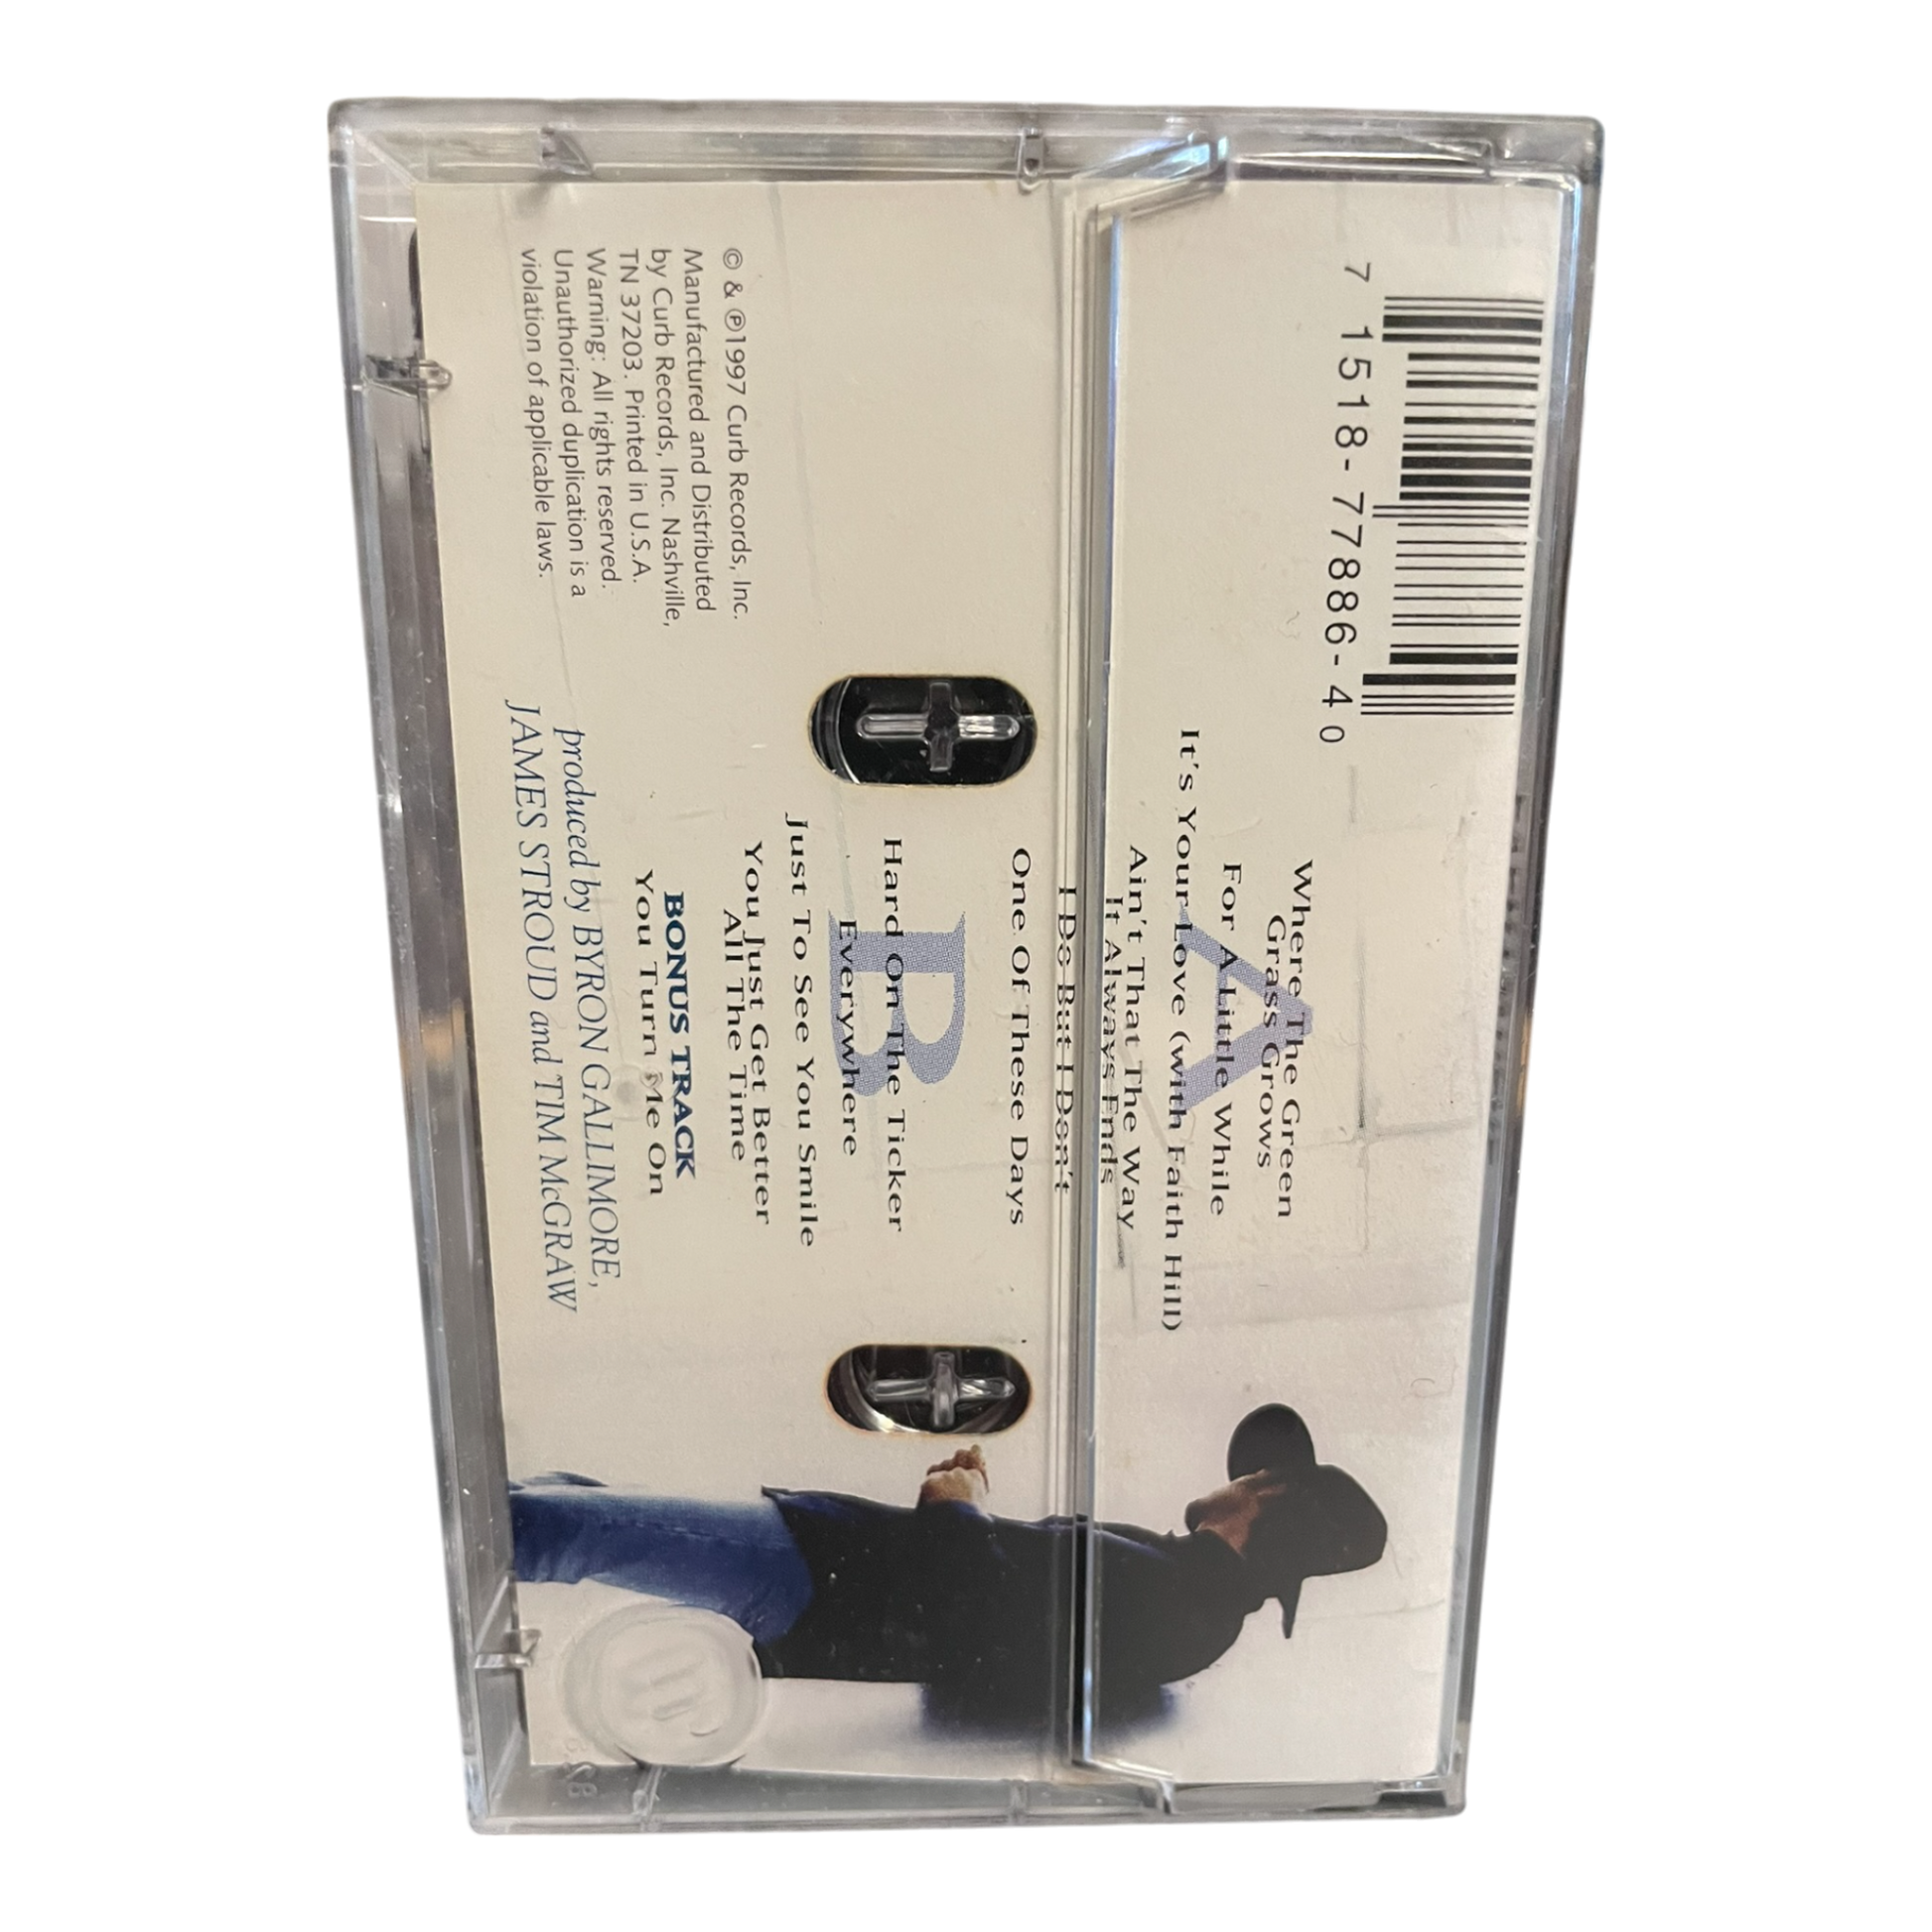 7 1518-77886-4 0
A
Where The Green
Grass Grows
For A Little While
It's Your Love (with Faith Hill)
Ain't That The Way
It Always Ends
I Do But I Don't
One Of These Days
B
Hard On The Ticker
Everywhere
Just To See You Smile
You Just Get Better
All The Time
BONUS TRACK
You Turn Me On
produced by BYRON GALLIMORE,
JAMES STROUD and TIM McGRAW
© & ℗1997 Curb Records, Inc.
Manufactured and Distributed
by Curb Records, Inc. Nashville,
TN 37203. Printed in U.S.A.
Warning: All rights reserved.
Unauthorized duplication is a
violation of applicable laws.